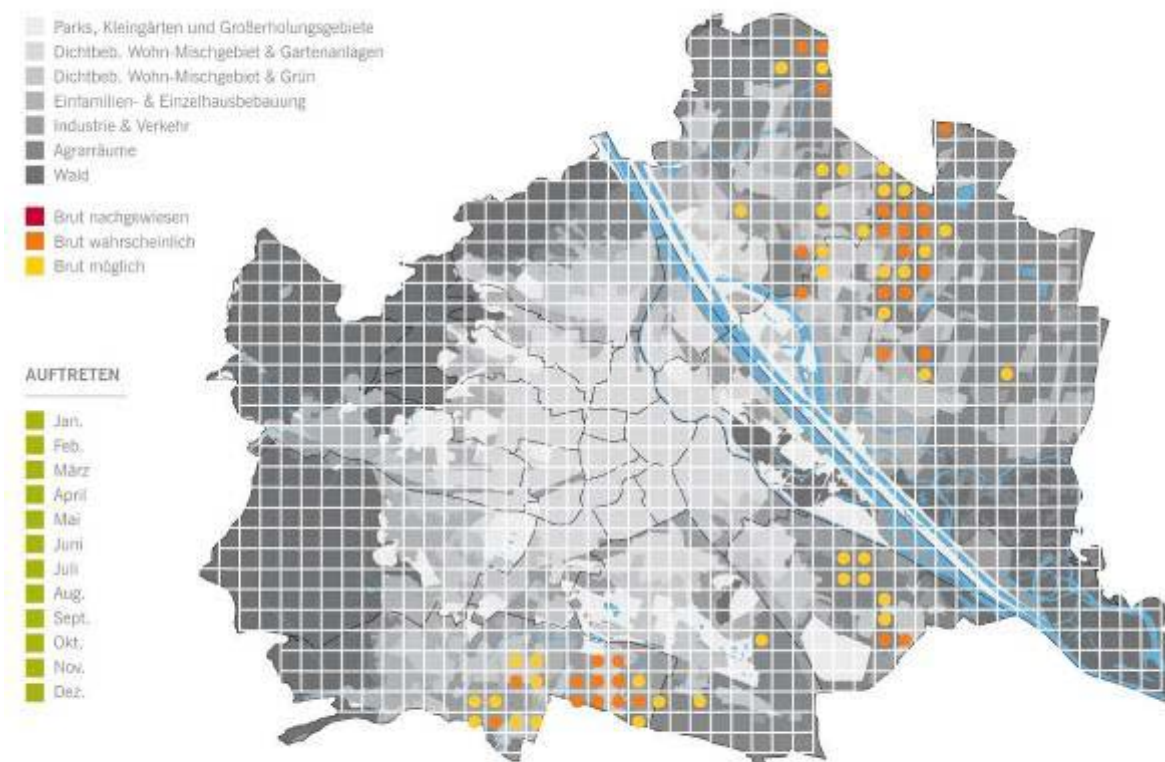 Parks, Kleingärten und Großerholungsgebiete
Dichtbeb. Wohn-Mischgebiet & Gartenanlagen
Dichtbeb. Wohn-Mischgebiet & Grün
Einfamilien- & Einzelhausbebauung
Industrie & Verkehr
Agrarräume
Wald
Brut nachgewiesen
Brut wahrscheinlich
Brut möglich
AUFTRETEN
Jan.
Feb.
März
April
Mai
Juni
Juli
Aug.
Sept.
Okt.
Nov.
Dez.